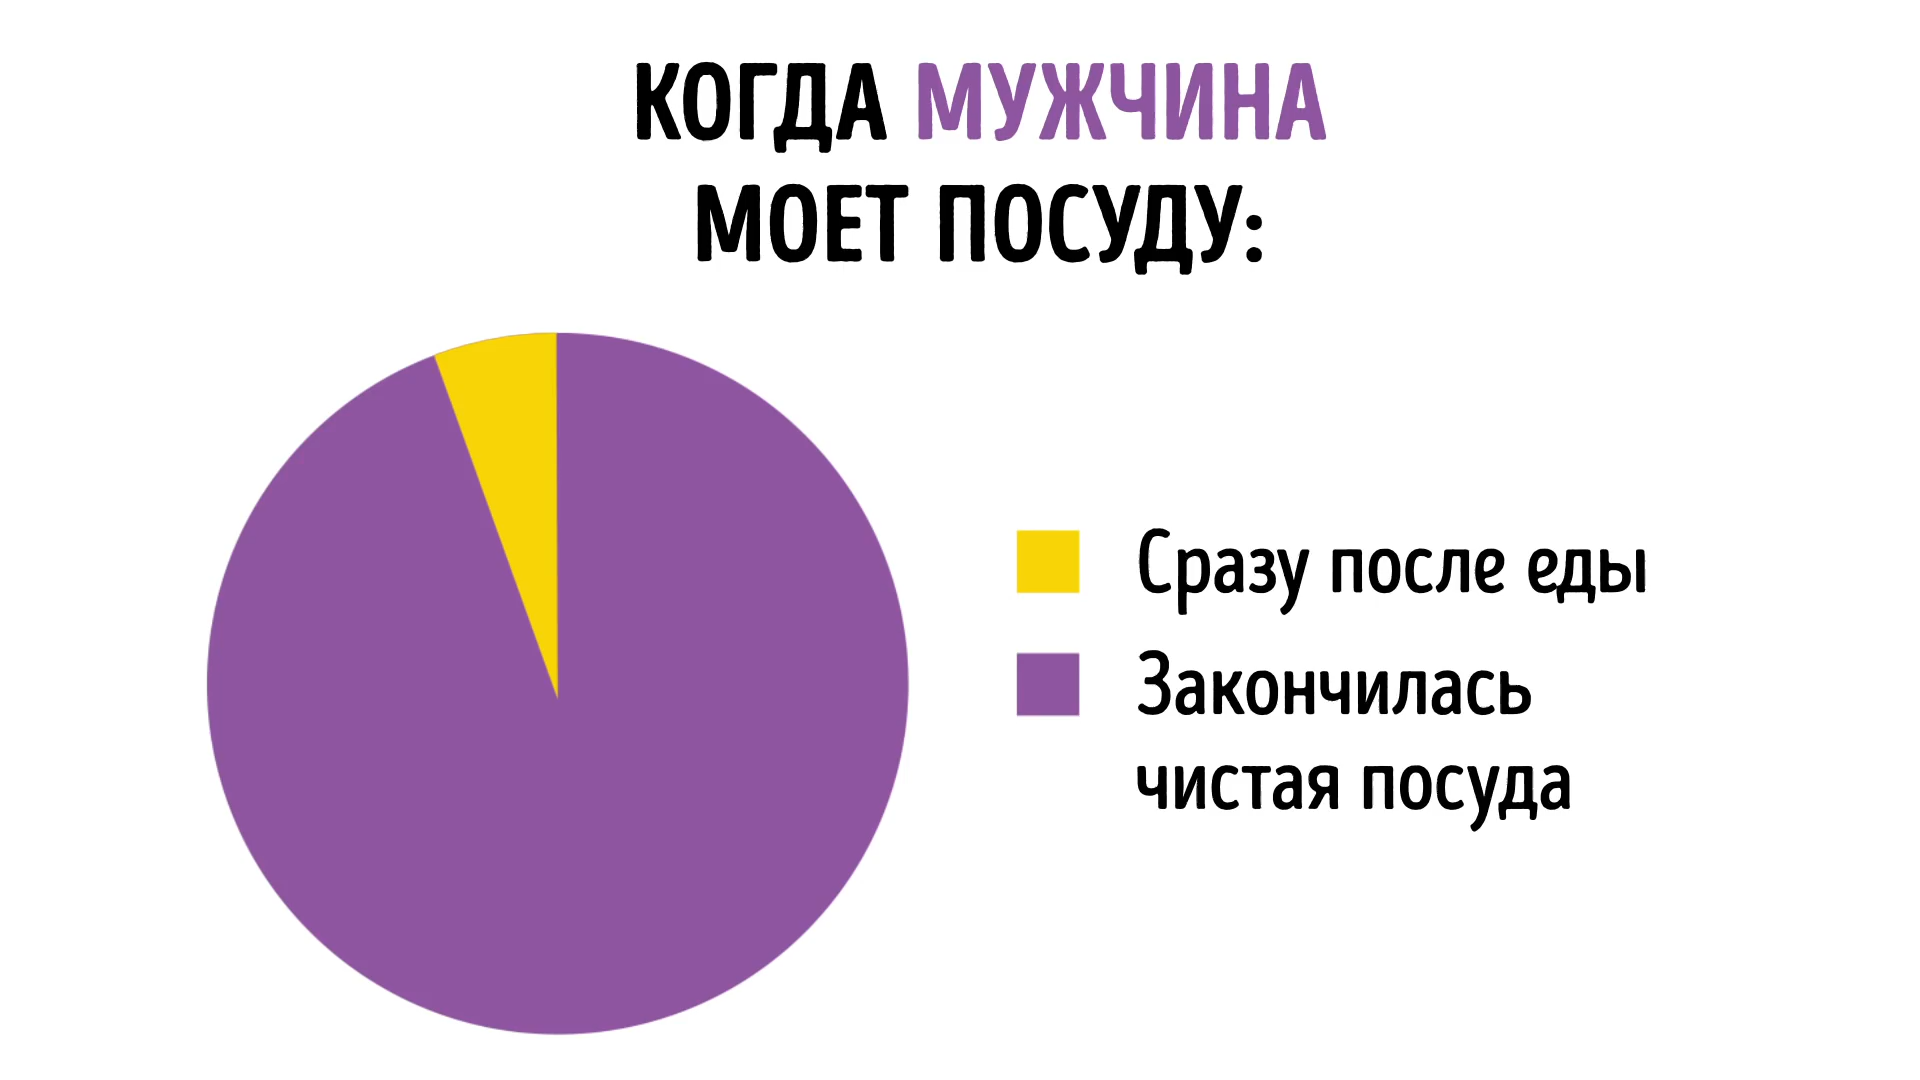 КОГДА МУЖЧИНА
МОЕТ ПОСУДУ:
Сразу после еды
Закончилась
чистая посуда